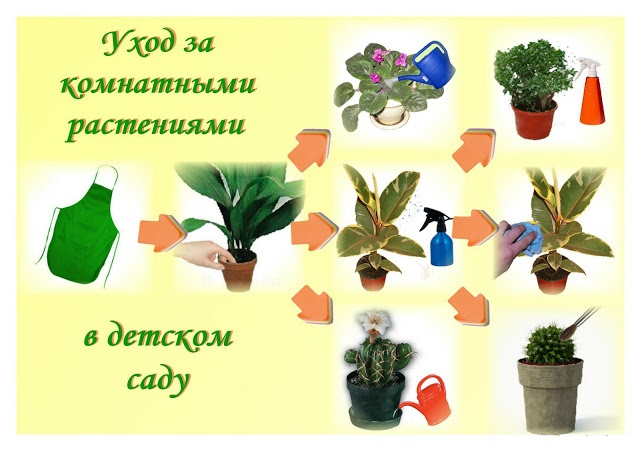 Уход за
комнатными
растениями
в детском
саду